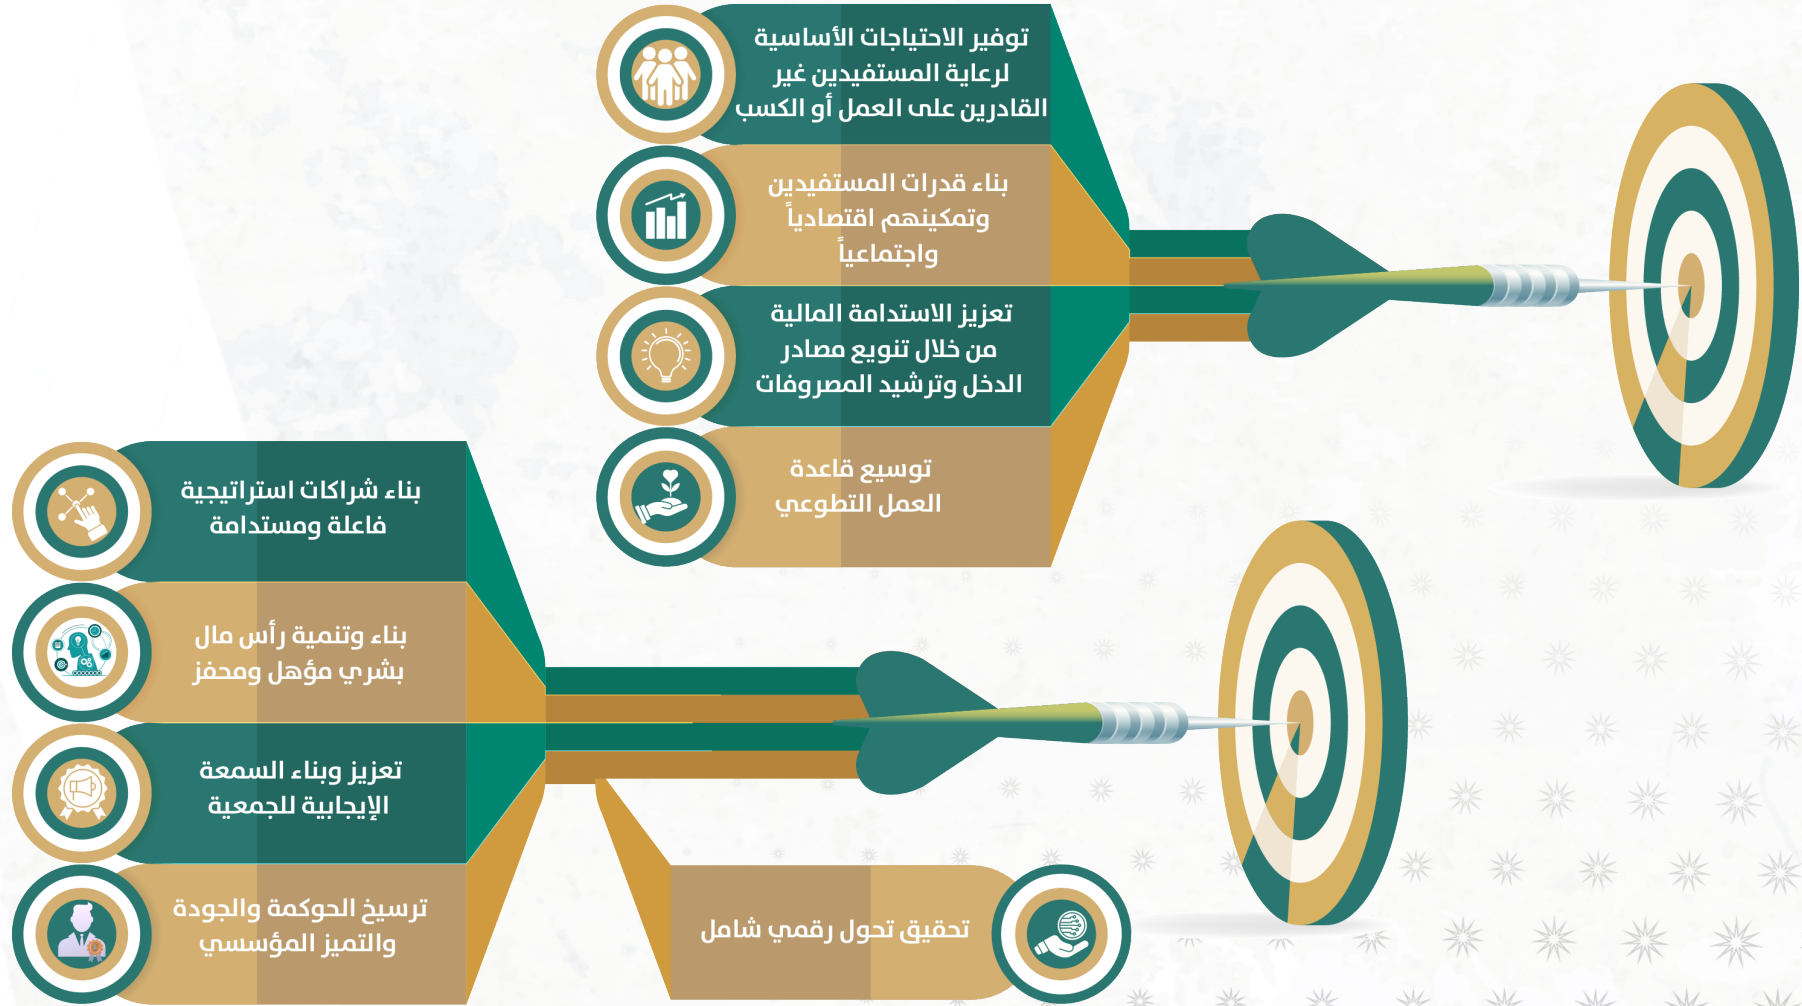 توفير الاحتياجات الأساسية
لرعاية المستفيدين غير
القادرين على العمل أو الكسب
بناء قدرات المستفيدين
وتمكينهم اقتصادياً
واجتماعياً
تعزيز الاستدامة المالية
من خلال تنويع مصادر
الدخل وترشيد المصروفات
توسيع قاعدة
العمل التطوعي
بناء شراكات استراتيجية
فاعلة ومستدامة
بناء وتنمية رأس مال
بشري مؤهل ومحفز
تعزيز وبناء السمعة
الإيجابية للجمعية
ترسيخ الحوكمة والجودة
والتميز المؤسسي
تحقيق تحول رقمي شامل